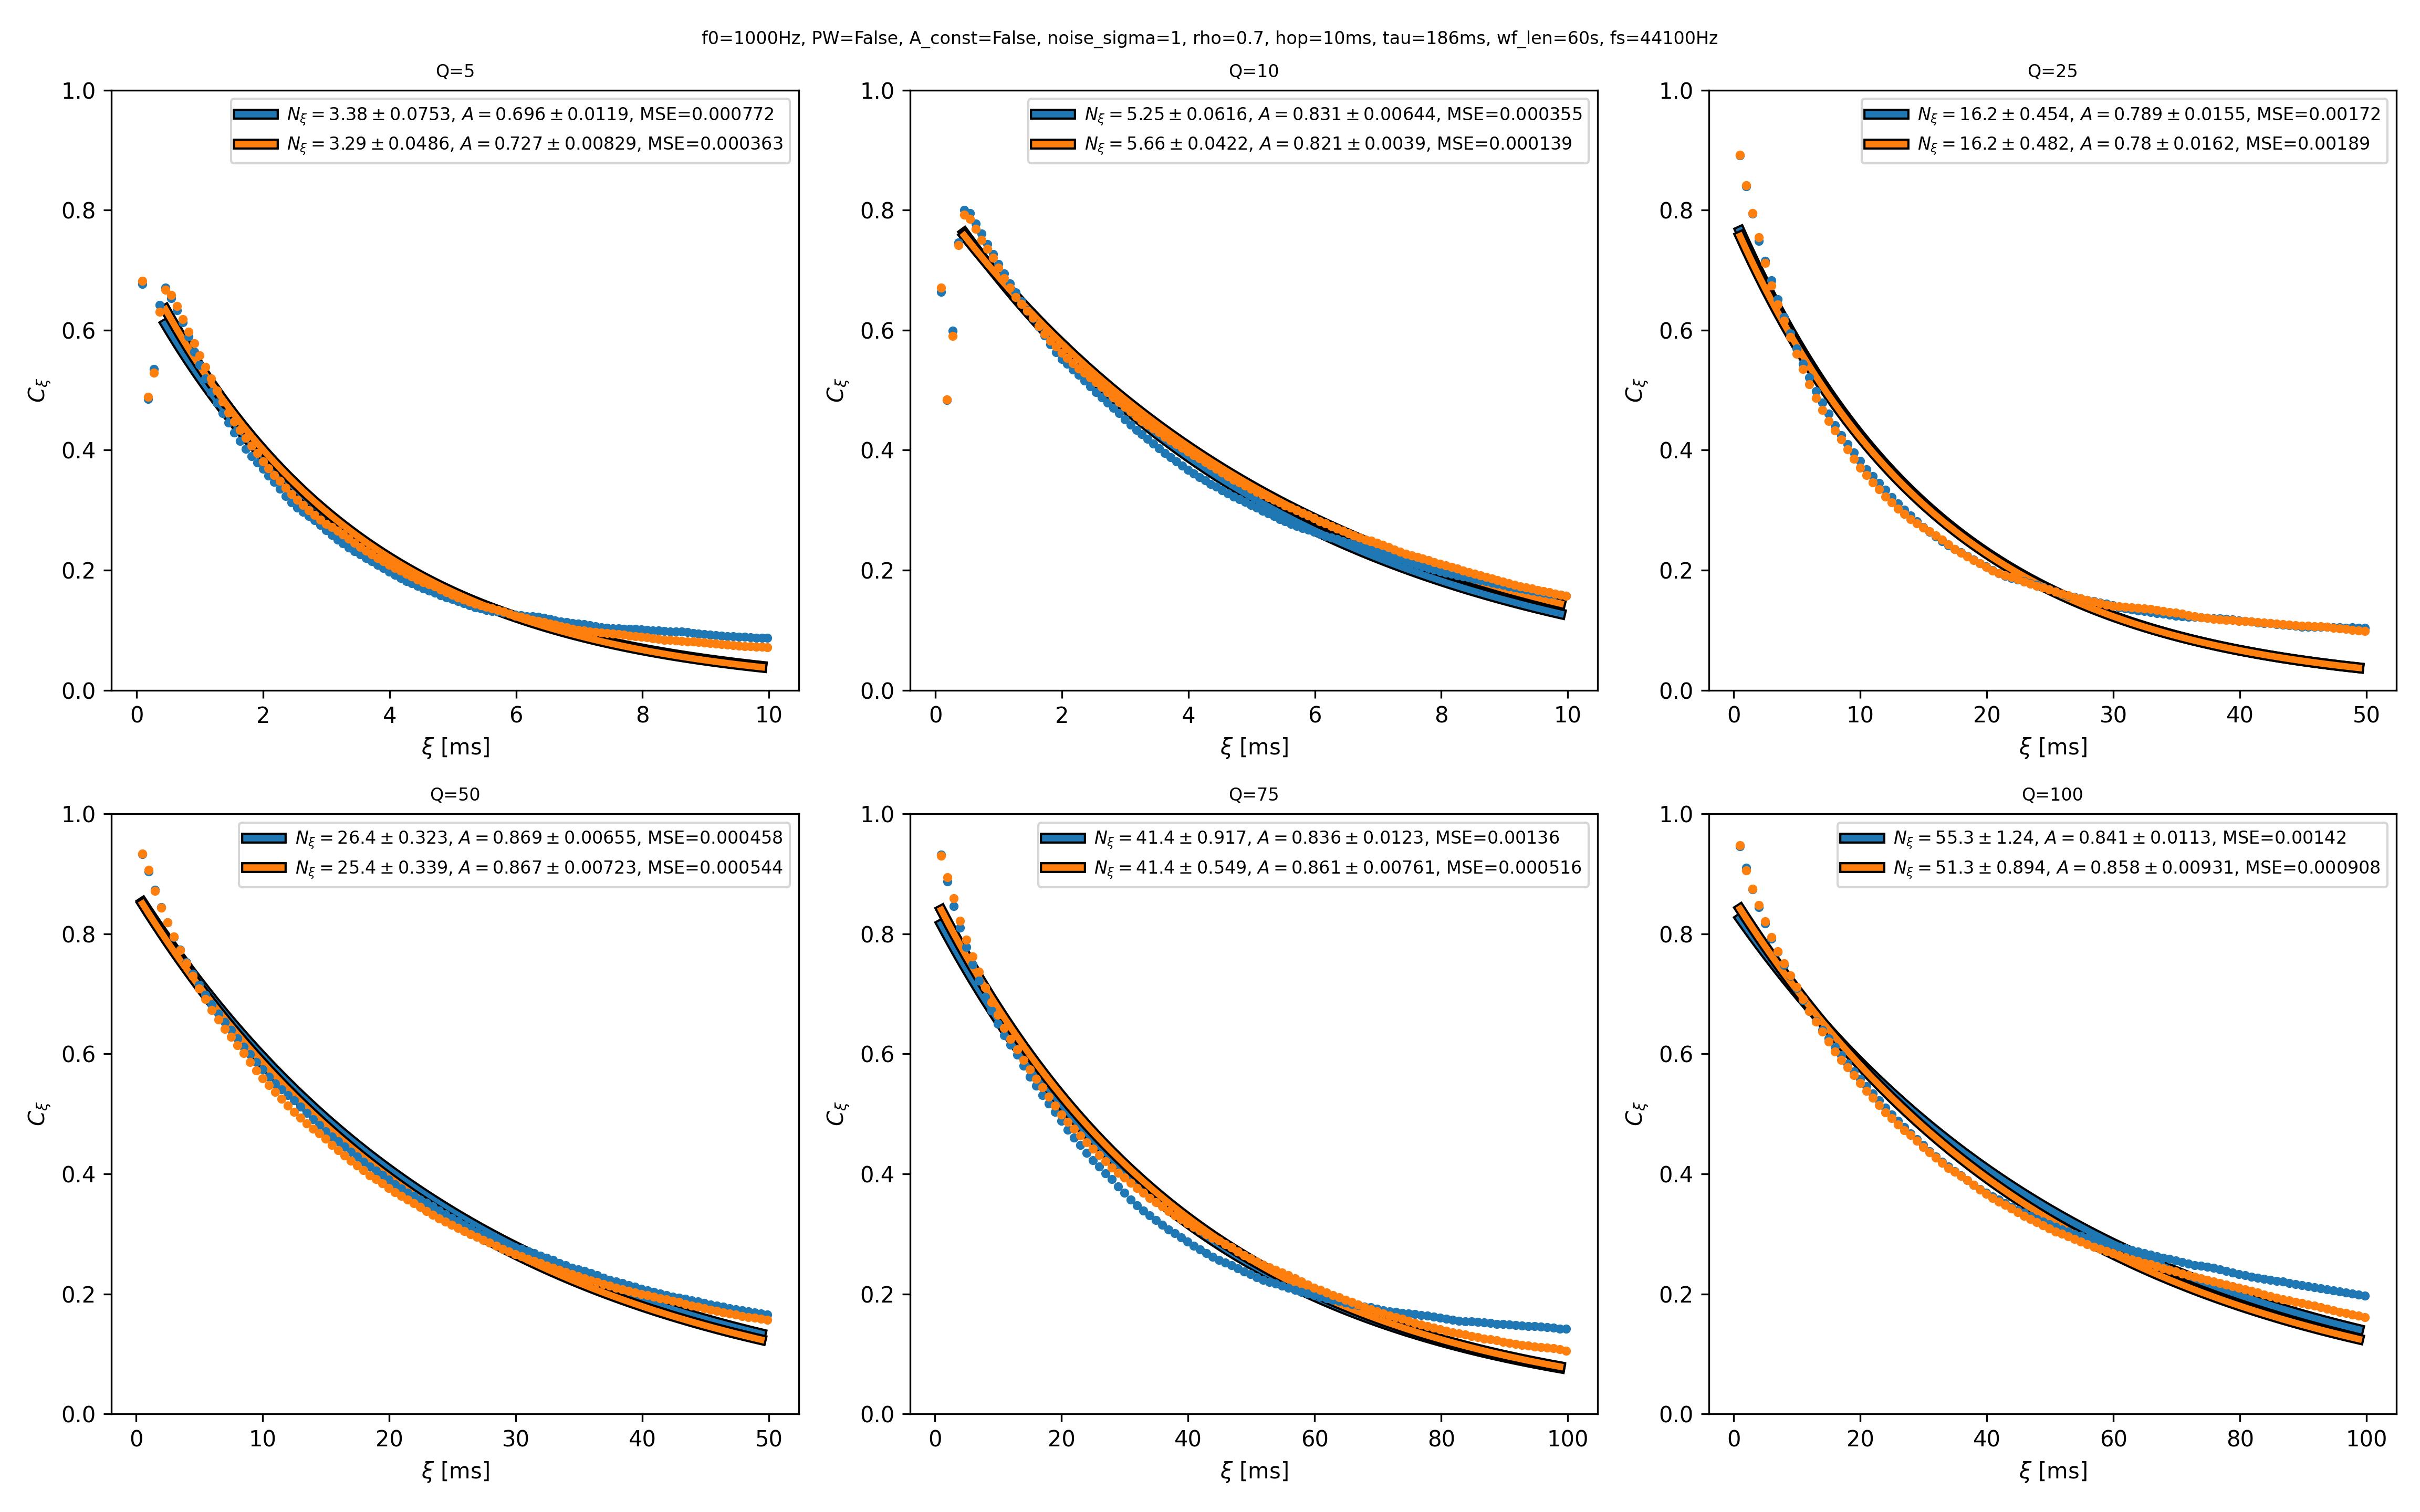 f0=1000Hz, PW=False, A_const=False, noise_sigma=1, rho=0.7, hop=10ms, tau=186ms, wf_len=60s, fs=44100Hz
Q=5
N_ξ = 3.38 ± 0.0753, A = 0.696 ± 0.0119, MSE=0.000772
N_ξ = 3.29 ± 0.0486, A = 0.727 ± 0.00829, MSE=0.000363
1.0
0.8
0.6
0.4
0.2
0.0
C_ξ
0 2 4 6 8 10
ξ [ms]
Q=10
N_ξ = 5.25 ± 0.0616, A = 0.831 ± 0.00644, MSE=0.000355
N_ξ = 5.66 ± 0.0422, A = 0.821 ± 0.0039, MSE=0.000139
1.0
0.8
0.6
0.4
0.2
0.0
C_ξ
0 2 4 6 8 10
ξ [ms]
Q=25
N_ξ = 16.2 ± 0.454, A = 0.789 ± 0.0155, MSE=0.00172
N_ξ = 16.2 ± 0.482, A = 0.78 ± 0.0162, MSE=0.00189
1.0
0.8
0.6
0.4
0.2
0.0
C_ξ
0 10 20 30 40 50
ξ [ms]
Q=50
N_ξ = 26.4 ± 0.323, A = 0.869 ± 0.00655, MSE=0.000458
N_ξ = 25.4 ± 0.339, A = 0.867 ± 0.00723, MSE=0.000544
1.0
0.8
0.6
0.4
0.2
0.0
C_ξ
0 10 20 30 40 50
ξ [ms]
Q=75
N_ξ = 41.4 ± 0.917, A = 0.836 ± 0.0123, MSE=0.00136
N_ξ = 41.4 ± 0.549, A = 0.861 ± 0.00761, MSE=0.000516
1.0
0.8
0.6
0.4
0.2
0.0
C_ξ
0 20 40 60 80 100
ξ [ms]
Q=100
N_ξ = 55.3 ± 1.24, A = 0.841 ± 0.0113, MSE=0.00142
N_ξ = 51.3 ± 0.894, A = 0.858 ± 0.00931, MSE=0.000908
1.0
0.8
0.6
0.4
0.2
0.0
C_ξ
0 20 40 60 80 100
ξ [ms]